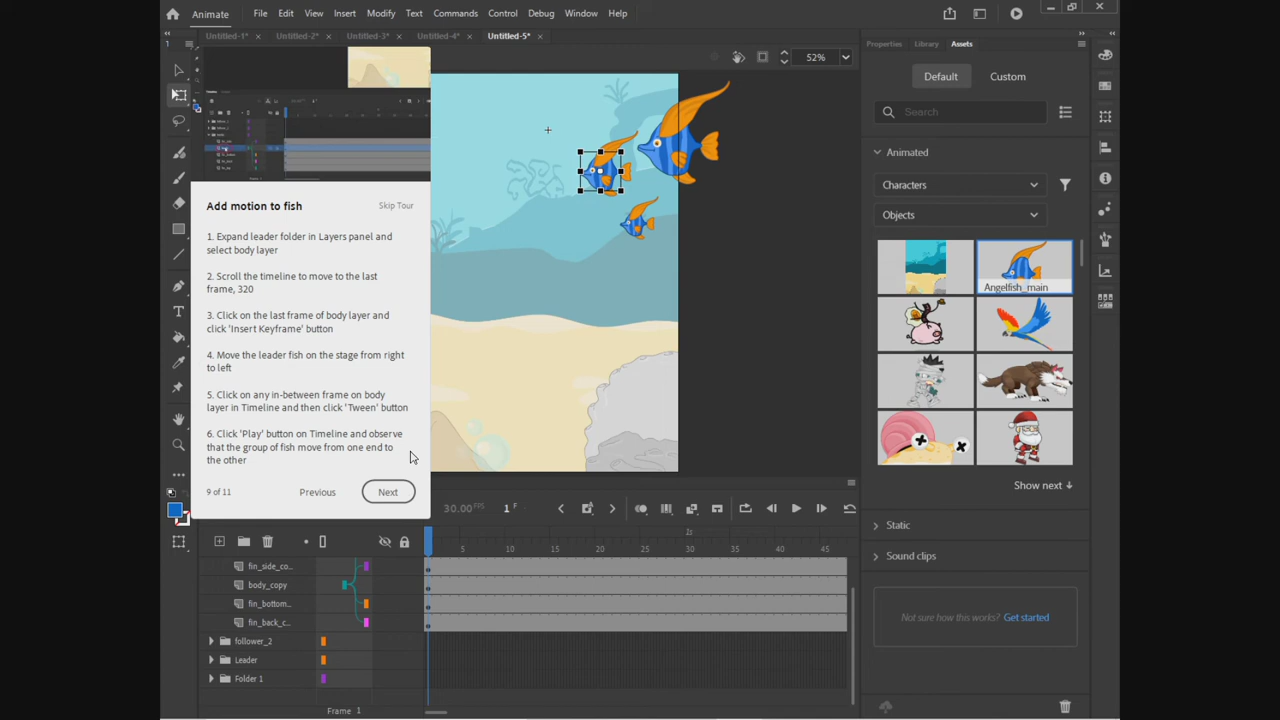 Animate File Edit View Insert Modify Text Commands Control Debug Window Help
Untitled-1* × Untitled-2* × Untitled-3* × Untitled-4* × Untitled-5* ×
1
52%
Add motion to fish
Skip Tour
1. Expand leader folder in Layers panel and
select body layer
2. Scroll the timeline to move to the last
frame, 320
3. Click on the last frame of body layer and
click 'Insert Keyframe' button
4. Move the leader fish on the stage from right
to left
5. Click on any in-between frame on body
layer in Timeline and then click 'Tween' button
6. Click 'Play' button on Timeline and observe
that the group of fish move from one end to
the other
9 of 11
Previous
Next
Properties Library Assets
Default Custom
Search
Animated
Characters
Objects
Angelfish_main
Show next
Static
Sound clips
Not sure how this works? Get started
30.00 FPS 1 F
1s
5 10 15 20 25 30 35 40 45
fin_side_co...
body_copy
fin_bottom...
fin_back_c...
follower_2
Leader
Folder 1
Frame 1